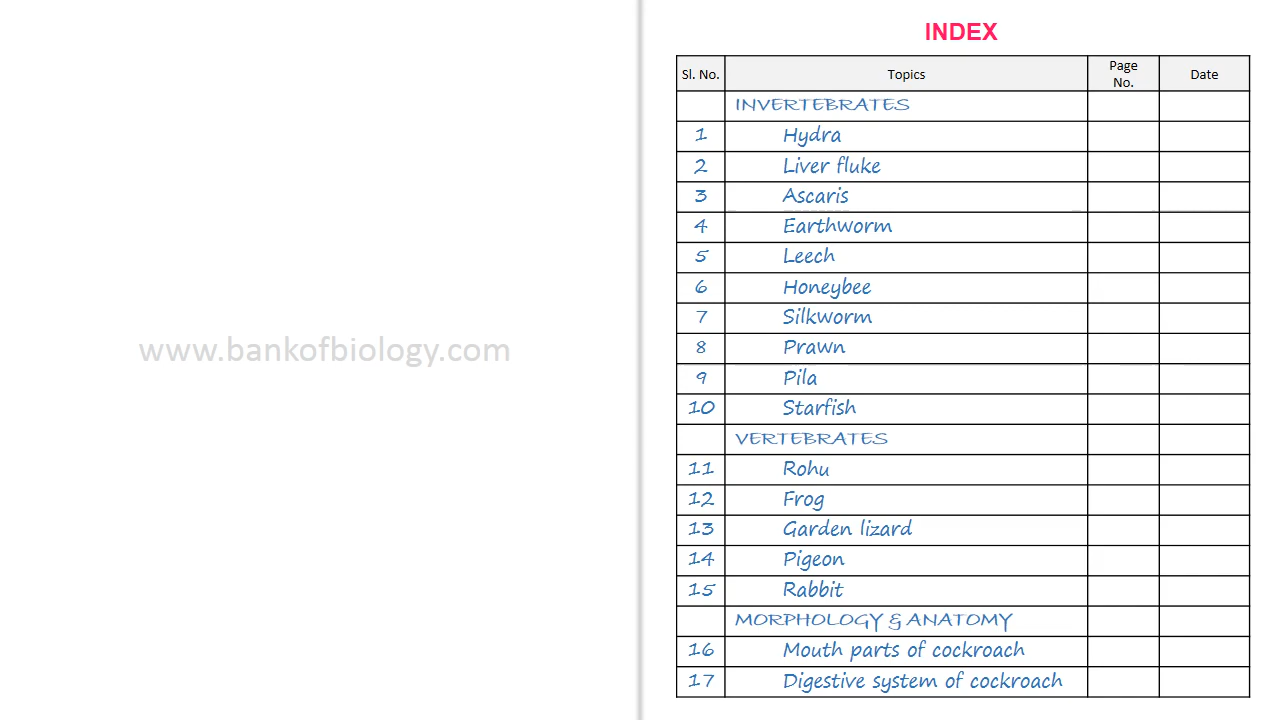 www.bankofbiology.com
INDEX
Sl. No. Topics Page No. Date
INVERTEBRATES
1 Hydra
2 Liver fluke
3 Ascaris
4 Earthworm
5 Leech
6 Honeybee
7 Silkworm
8 Prawn
9 Pila
10 Starfish
VERTEBRATES
11 Rohu
12 Frog
13 Garden lizard
14 Pigeon
15 Rabbit
MORPHOLOGY & ANATOMY
16 Mouth parts of cockroach
17 Digestive system of cockroach